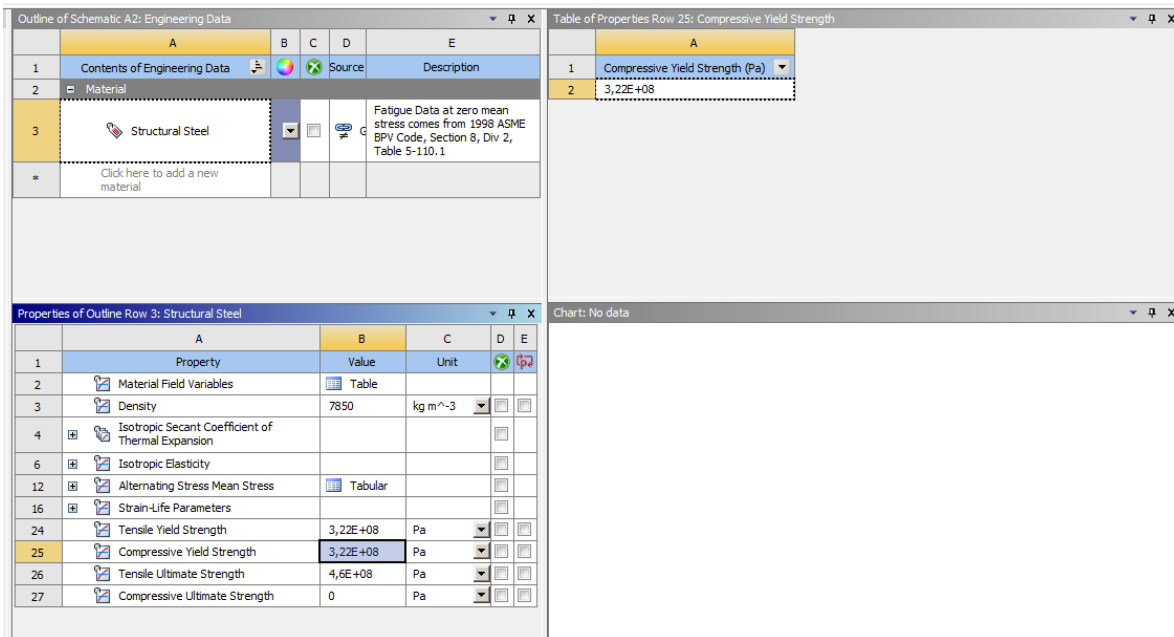 Outline of Schematic A2: Engineering Data
A B C D E
1 Contents of Engineering Data Source Description
2 Material
3 Structural Steel G Fatigue Data at zero mean
stress comes from 1998 ASME
BPV Code, Section 8, Div 2,
Table 5-110.1
* Click here to add a new
material
Table of Properties Row 25: Compressive Yield Strength
A
1 Compressive Yield Strength (Pa)
2 3,22E+08
Properties of Outline Row 3: Structural Steel
A B C D E
1 Property Value Unit
2 Material Field Variables Table
3 Density 7850 kg m^-3
4 Isotropic Secant Coefficient of
Thermal Expansion
6 Isotropic Elasticity
12 Alternating Stress Mean Stress Tabular
16 Strain-Life Parameters
24 Tensile Yield Strength 3,22E+08 Pa
25 Compressive Yield Strength 3,22E+08 Pa
26 Tensile Ultimate Strength 4,6E+08 Pa
27 Compressive Ultimate Strength 0 Pa
Chart: No data